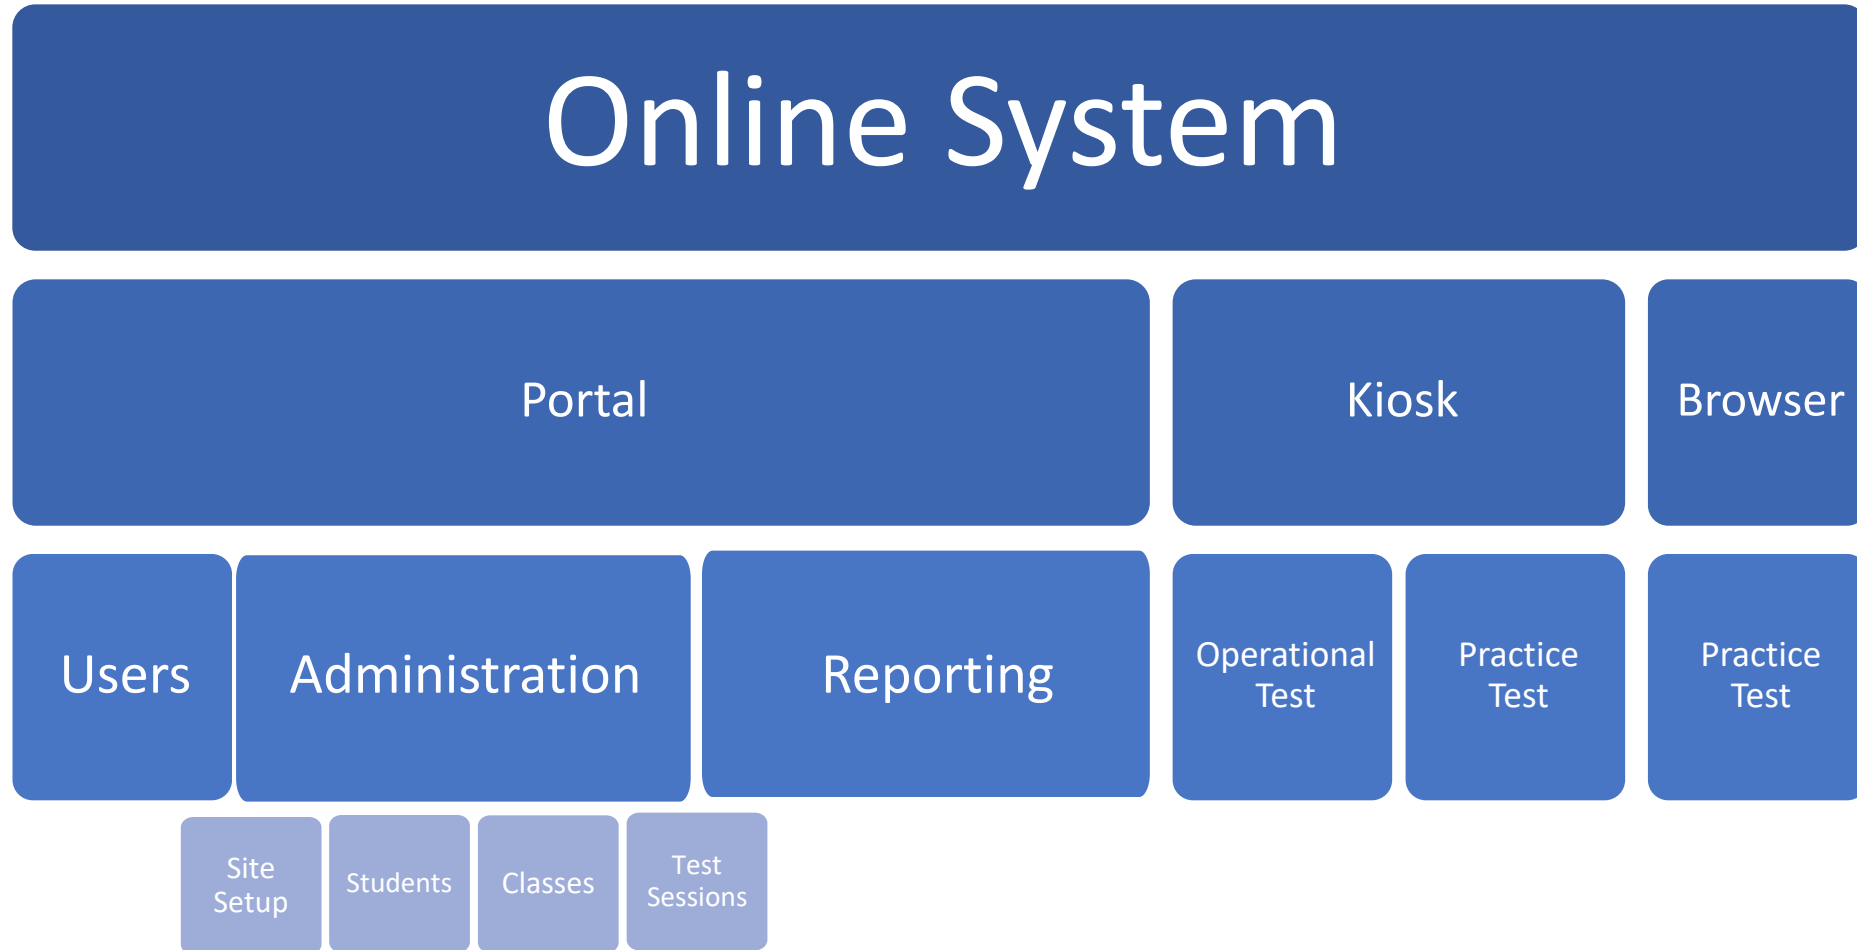 Online System
Portal
Kiosk
Browser
Users
Administration
Reporting
Operational
Test
Practice
Test
Practice
Test
Site
Setup
Students
Classes
Test
Sessions